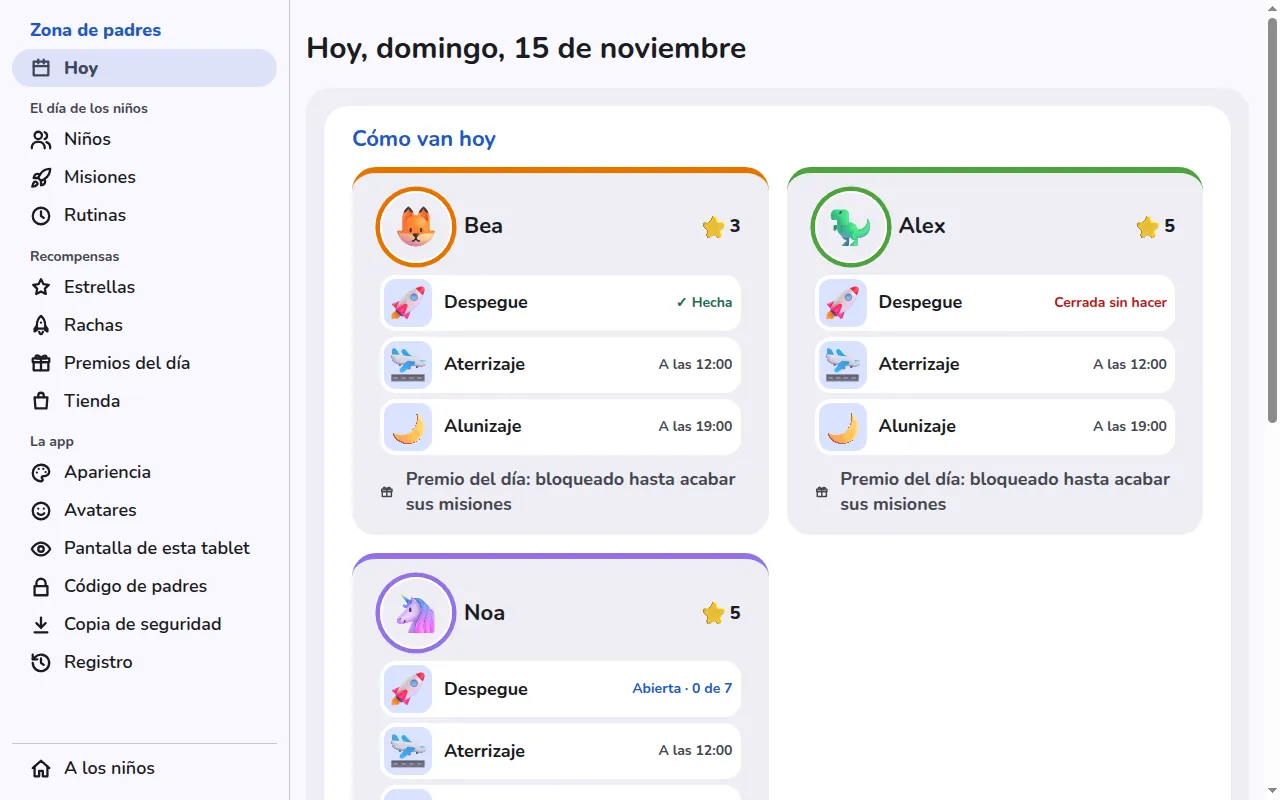 Zona de padres
Hoy
El día de los niños
Niños
Misiones
Rutinas
Recompensas
Estrellas
Rachas
Premios del día
Tienda
La app
Apariencia
Avatares
Pantalla de esta tablet
Código de padres
Copia de seguridad
Registro
A los niños
Hoy, domingo, 15 de noviembre
Cómo van hoy
Bea
3
Despegue
✓ Hecha
Aterrizaje
A las 12:00
Alunizaje
A las 19:00
Premio del día: bloqueado hasta acabar
sus misiones
Alex
5
Despegue
Cerrada sin hacer
Aterrizaje
A las 12:00
Alunizaje
A las 19:00
Premio del día: bloqueado hasta acabar
sus misiones
Noa
5
Despegue
Abierta · 0 de 7
Aterrizaje
A las 12:00